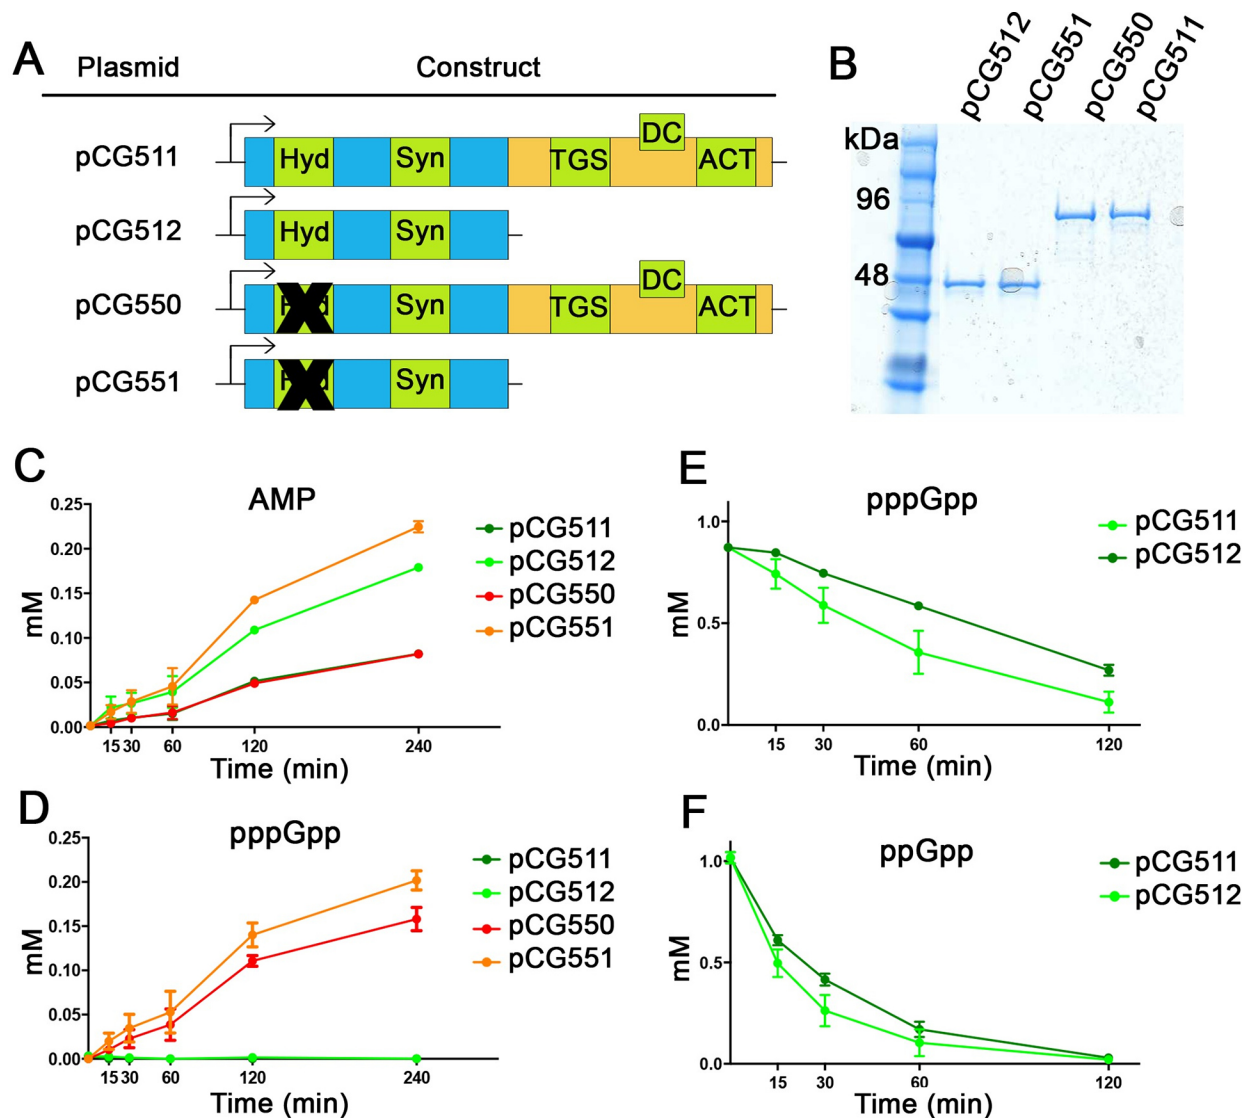 A
Plasmid
Construct
pCG511
Hyd
Syn
TGS
DC
ACT
pCG512
Hyd
Syn
pCG550
Syn
TGS
DC
ACT
pCG551
Syn
B
pCG512
pCG551
pCG550
pCG511
kDa
96
48
C
AMP
0.25
0.20
0.15
0.10
0.05
0.00
mM
15
30
60
120
240
Time (min)
pCG511
pCG512
pCG550
pCG551
E
pppGpp
1.0
0.5
0.0
mM
15
30
60
120
Time (min)
pCG511
pCG512
D
pppGpp
0.25
0.20
0.15
0.10
0.05
0.00
mM
15
30
60
120
240
Time (min)
pCG511
pCG512
pCG550
pCG551
F
ppGpp
1.0
0.5
0.0
mM
15
30
60
120
Time (min)
pCG511
pCG512